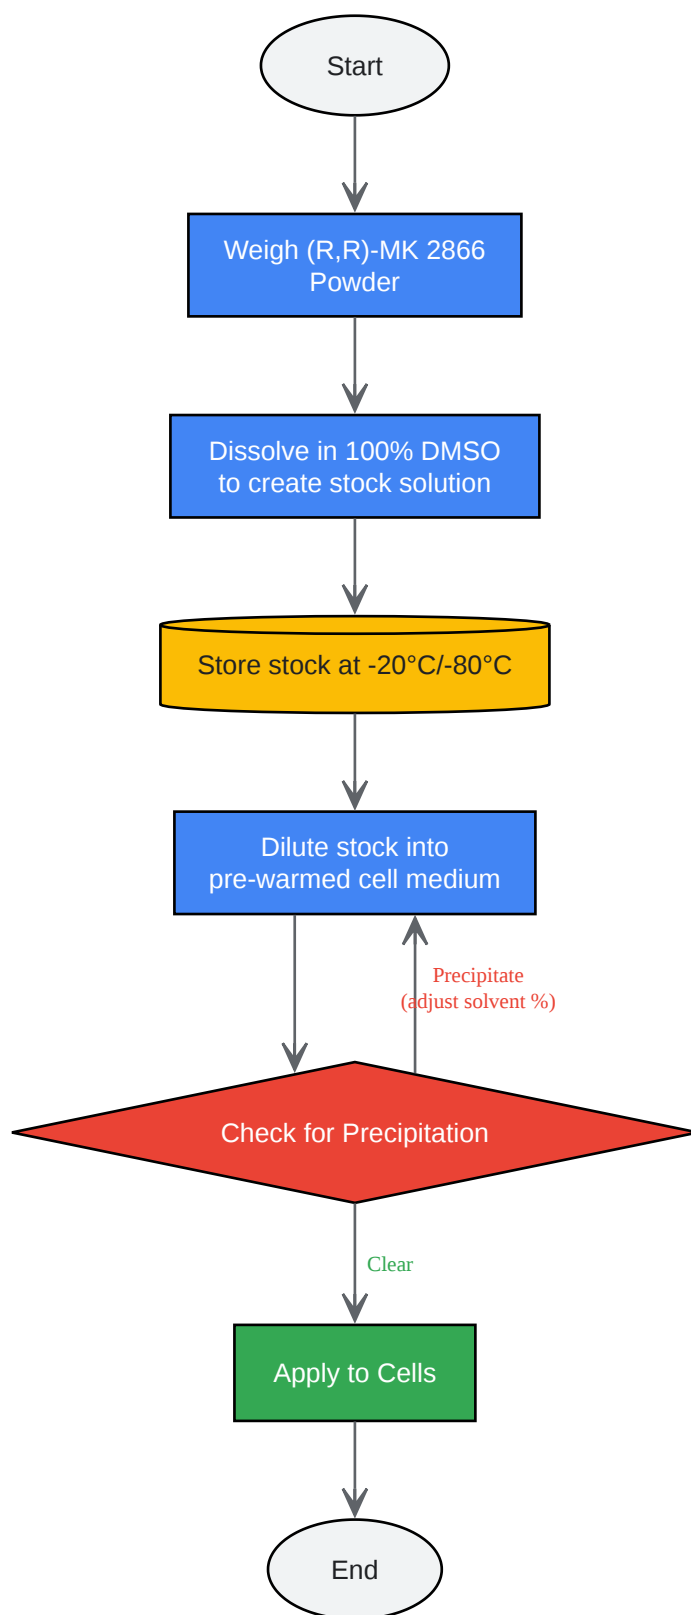 Start
Weigh (R,R)-MK 2866
Powder
Dissolve in 100% DMSO
to create stock solution
Store stock at -20°C/-80°C
Dilute stock into
pre-warmed cell medium
Precipitate
(adjust solvent %)
Check for Precipitation
Clear
Apply to Cells
End